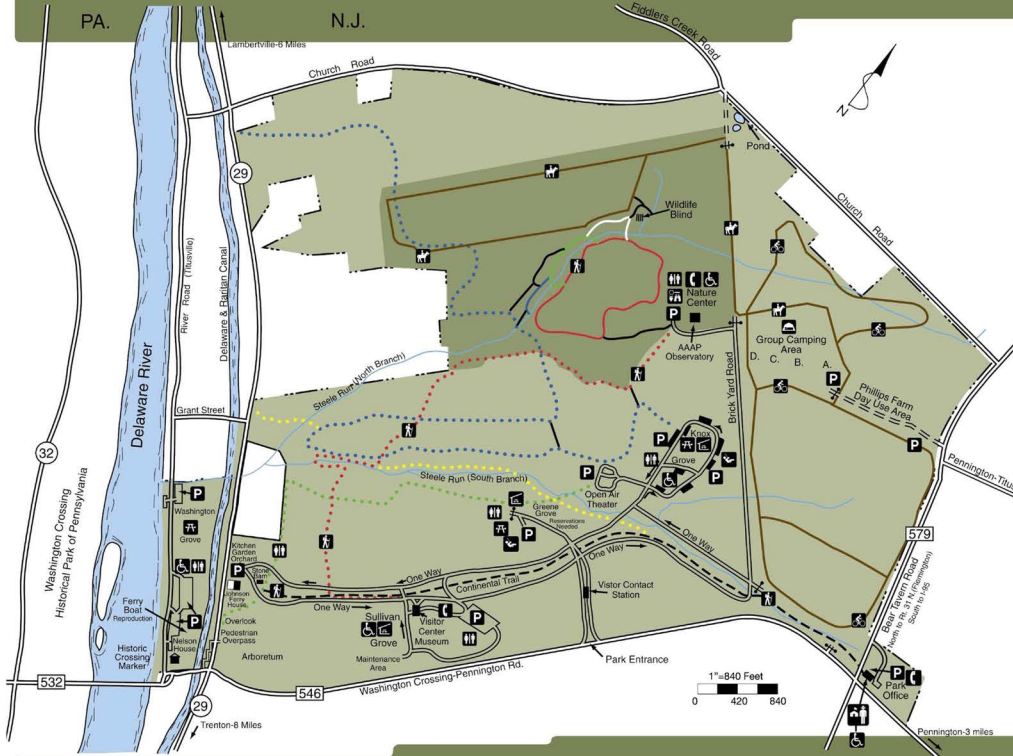 PA.
N.J.
Fiddlers Creek Road
Lambertville-6 Miles
Church Road
N
Pond
29
Wildlife
Blind
Church Road
River Road (Titusville)
Delaware & Raritan Canal
Nature
Center
P
AAAP
Observatory
Group Camping
Area
D. C. B. A.
P
Phillips Farm
Day Use Area
Brick Yard Road
Delaware River
Steele Run (North Branch)
Grant Street
32
Washington Crossing
Historical Park of Pennsylvania
P
Knox
Grove
P
P
Pennington-Titus
Steele Run (South Branch)
Open Air
Theater
P
P
Washington
Grove
Greene
Grove
Reservations
Needed
P
579
One Way
One Way
Kitchen
Garden
Orchard
P
Stone
Barn
Johnson
Ferry
House
One Way
Continental Trail
Vistor Contact
Station
Bear Tavern Road
North to Rt. 31 N.(Flemington)
South to I-95
Ferry
Boat
Reproduction
P
Overlook
One Way
Sullivan
Grove
Visitor
Center
Museum
P
Nelson
House
Pedestrian
Overpass
Historic
Crossing
Marker
Arboretum
Maintenance
Area
Park Entrance
P
Park
Office
532
546
Washington Crossing-Pennington Rd.
1"=840 Feet
0 420 840
29
Trenton-8 Miles
Pennington-3 miles